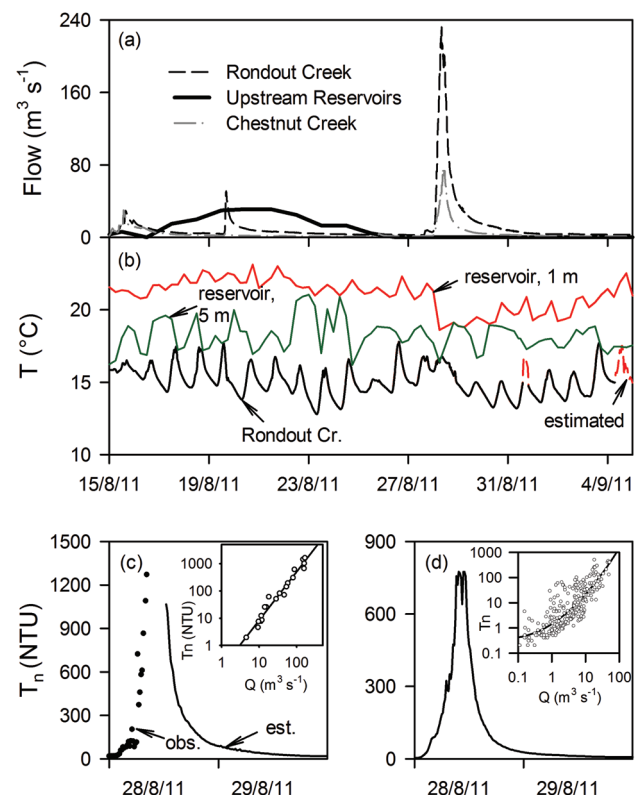 240
(a)
Rondout Creek
160
Upstream Reservoirs
Chestnut Creek
80
0
Flow (m³ s⁻¹)
(b)
reservoir, 1 m
20
reservoir,
5 m
15
T (°C)
estimated
Rondout Cr.
10
15/8/11 19/8/11 23/8/11 27/8/11 31/8/11 4/9/11
1500
(c)
1200
900
600
300
0
Tₙ (NTU)
1000
100
10
1
Tn (NTU)
1 10 100
Q (m³ s⁻¹)
obs.
est.
28/8/11 29/8/11
900
(d)
600
300
0
1000
100
10
1
0.1
Tn
0.1 1 10 100
Q (m³ s⁻¹)
28/8/11 29/8/11